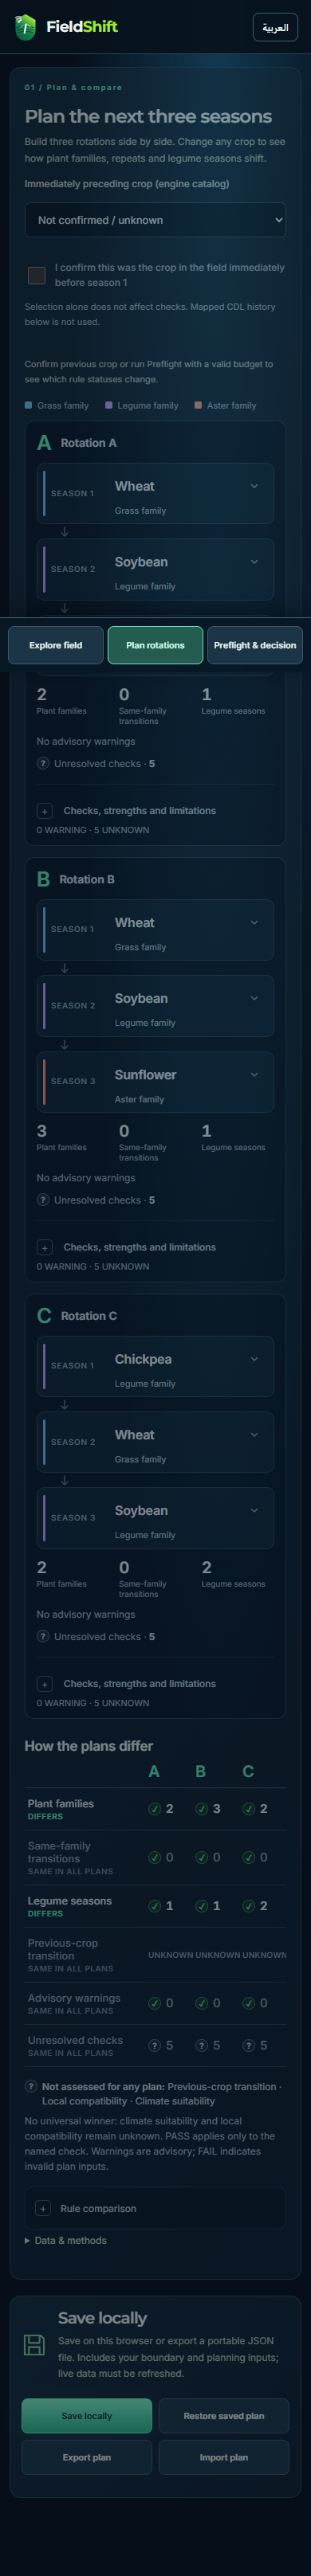 FieldShift
العربية
01 / Plan & compare
Plan the next three seasons
Build three rotations side by side. Change any crop to see
how plant families, repeats and legume seasons shift.
Immediately preceding crop (engine catalog)
Not confirmed / unknown
I confirm this was the crop in the field immediately
before season 1
Selection alone does not affect checks. Mapped CDL history
below is not used.
Confirm previous crop or run Preflight with a valid budget to
see which rule statuses change.
Grass family
Legume family
Aster family
A Rotation A
SEASON 1
Wheat
Grass family
SEASON 2
Soybean
Legume family
Explore field
Plan rotations
Preflight & decision
2 0 1
Plant families
Same-family
transitions
Legume seasons
No advisory warnings
? Unresolved checks · 5
+ Checks, strengths and limitations
0 WARNING · 5 UNKNOWN
B Rotation B
SEASON 1
Wheat
Grass family
SEASON 2
Soybean
Legume family
SEASON 3
Sunflower
Aster family
3 0 1
Plant families
Same-family
transitions
Legume seasons
No advisory warnings
? Unresolved checks · 5
+ Checks, strengths and limitations
0 WARNING · 5 UNKNOWN
C Rotation C
SEASON 1
Chickpea
Legume family
SEASON 2
Wheat
Grass family
SEASON 3
Soybean
Legume family
2 0 2
Plant families
Same-family
transitions
Legume seasons
No advisory warnings
? Unresolved checks · 5
+ Checks, strengths and limitations
0 WARNING · 5 UNKNOWN
How the plans differ
A B C
Plant families
DIFFERS
2 3 2
Same-family
transitions
SAME IN ALL PLANS
0 0 0
Legume seasons
DIFFERS
1 1 2
Previous-crop
transition
SAME IN ALL PLANS
UNKNOWN UNKNOWN UNKNOWN
Advisory warnings
SAME IN ALL PLANS
0 0 0
Unresolved checks
SAME IN ALL PLANS
? 5 ? 5 ? 5
? Not assessed for any plan: Previous-crop transition ·
Local compatibility · Climate suitability
No universal winner: climate suitability and local
compatibility remain unknown. PASS applies only to the
named check. Warnings are advisory; FAIL indicates
invalid plan inputs.
+ Rule comparison
Data & methods
Save locally
Save on this browser or export a portable JSON
file. Includes your boundary and planning inputs;
live data must be refreshed.
Save locally
Restore saved plan
Export plan
Import plan